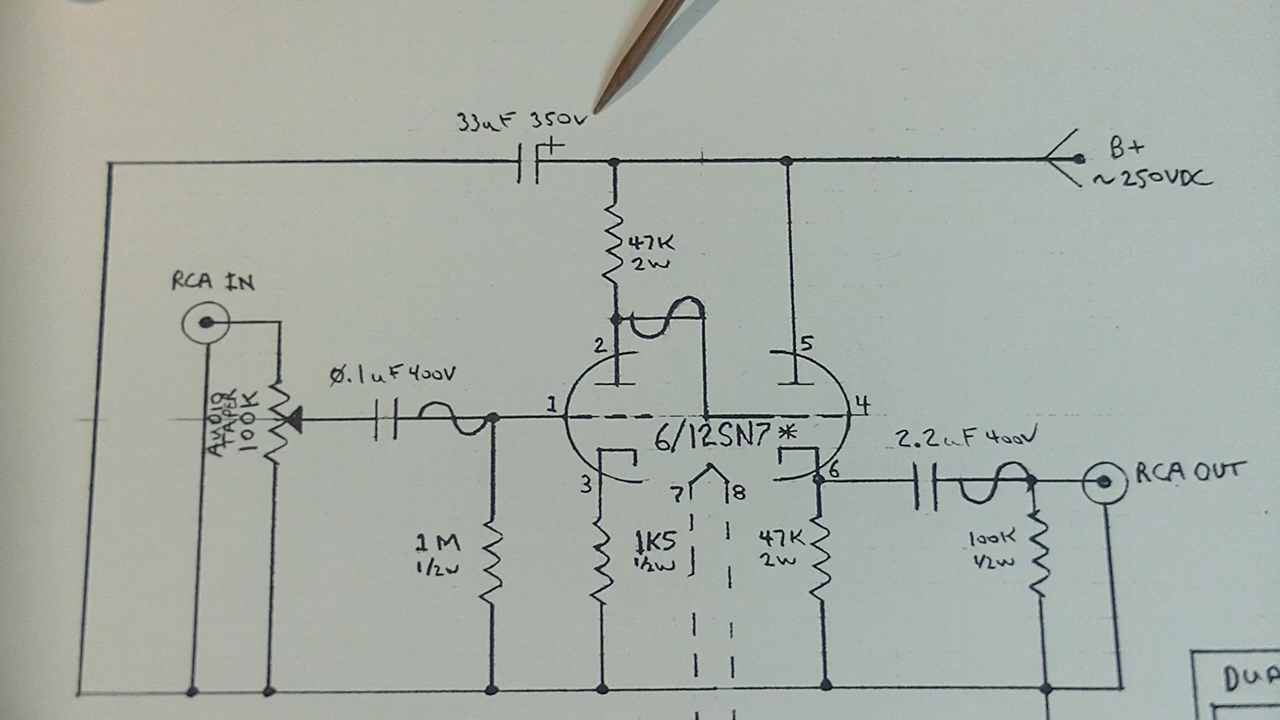 33uF 350V
+
B+
~250VDC
47K
2W
RCA IN
2
5
Ø.1uF 400V
AUDIO
TAPER
100K
1
4
6/12SN7*
2.2uF 400V
3
6
RCA OUT
7
8
1M
1/2W
1K5
1/2W
47K
2W
100K
1/2W
DUA